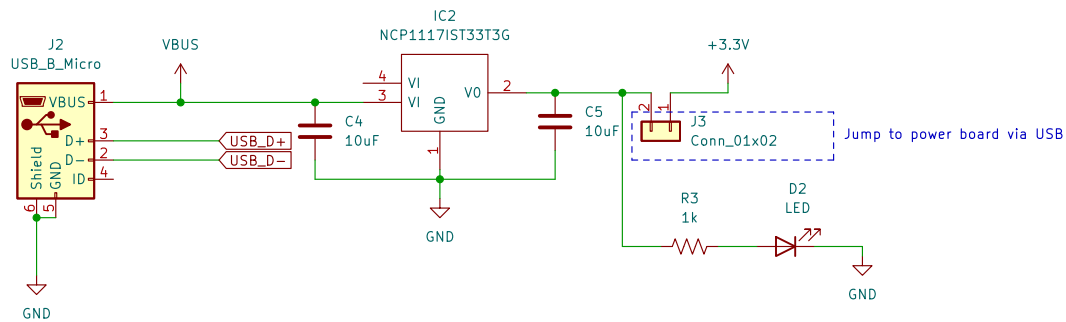 IC2
NCP1117IST33T3G
J2
USB_B_Micro
VBUS
+3.3V
4
VI
VBUS
1
3
VI
VO
2
GND
1
2
1
C4
10uF
C5
10uF
J3
Conn_01x02
Jump to power board via USB
D+
3
USB_D+
D-
2
USB_D-
ID
4
Shield
GND
6
5
GND
R3
1k
D2
LED
GND
GND